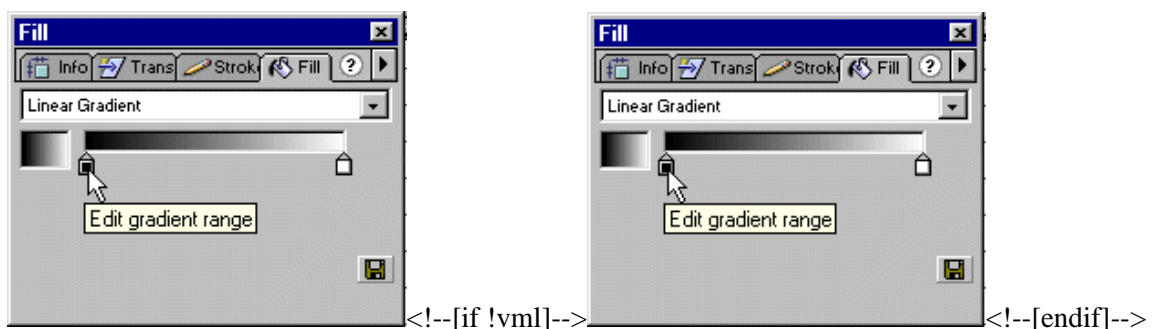 Fill
Info Trans Strok Fill ?
Linear Gradient
Edit gradient range
<!--[if !vml]-->
Fill
Info Trans Strok Fill ?
Linear Gradient
Edit gradient range
<!--[endif]-->